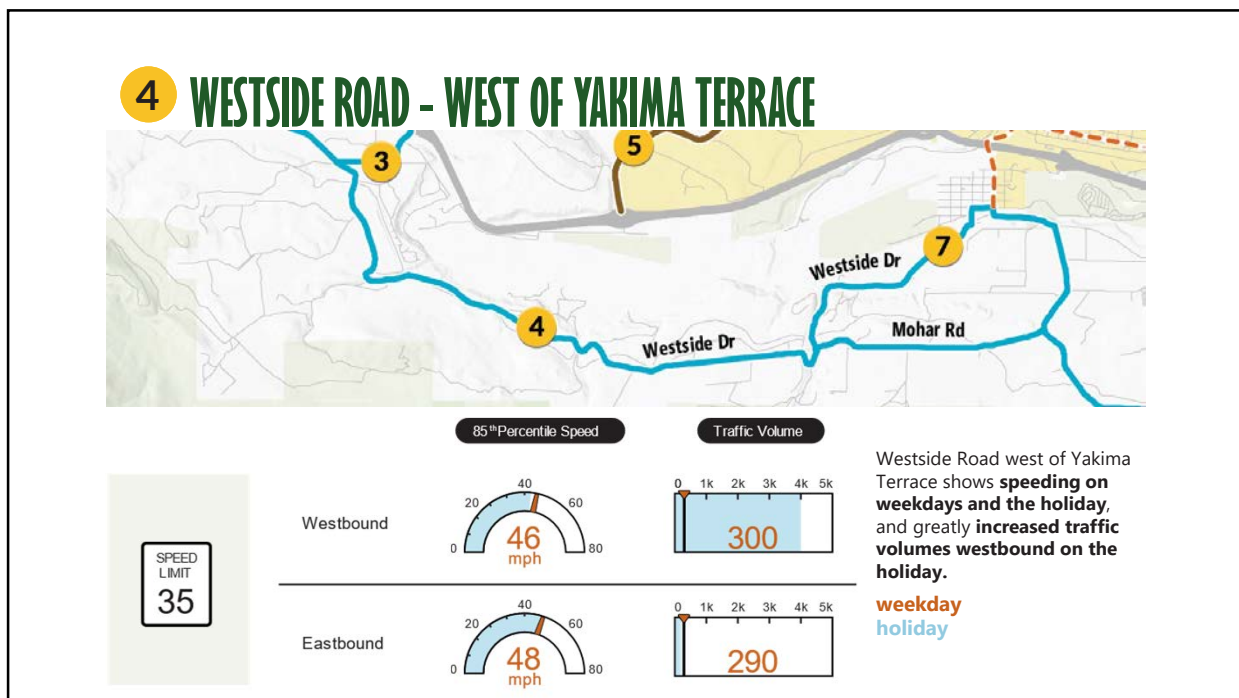 4 WESTSIDE ROAD - WEST OF YAKIMA TERRACE
3
5
7
Westside Dr
4
Westside Dr
Mohar Rd
85th Percentile Speed
Traffic Volume
SPEED
LIMIT
35
Westbound
0 20 40 60 80
46
mph
0 1k 2k 3k 4k 5k
300
Eastbound
0 20 40 60 80
48
mph
0 1k 2k 3k 4k 5k
290
Westside Road west of Yakima
Terrace shows speeding on
weekdays and the holiday,
and greatly increased traffic
volumes westbound on the
holiday.
weekday
holiday